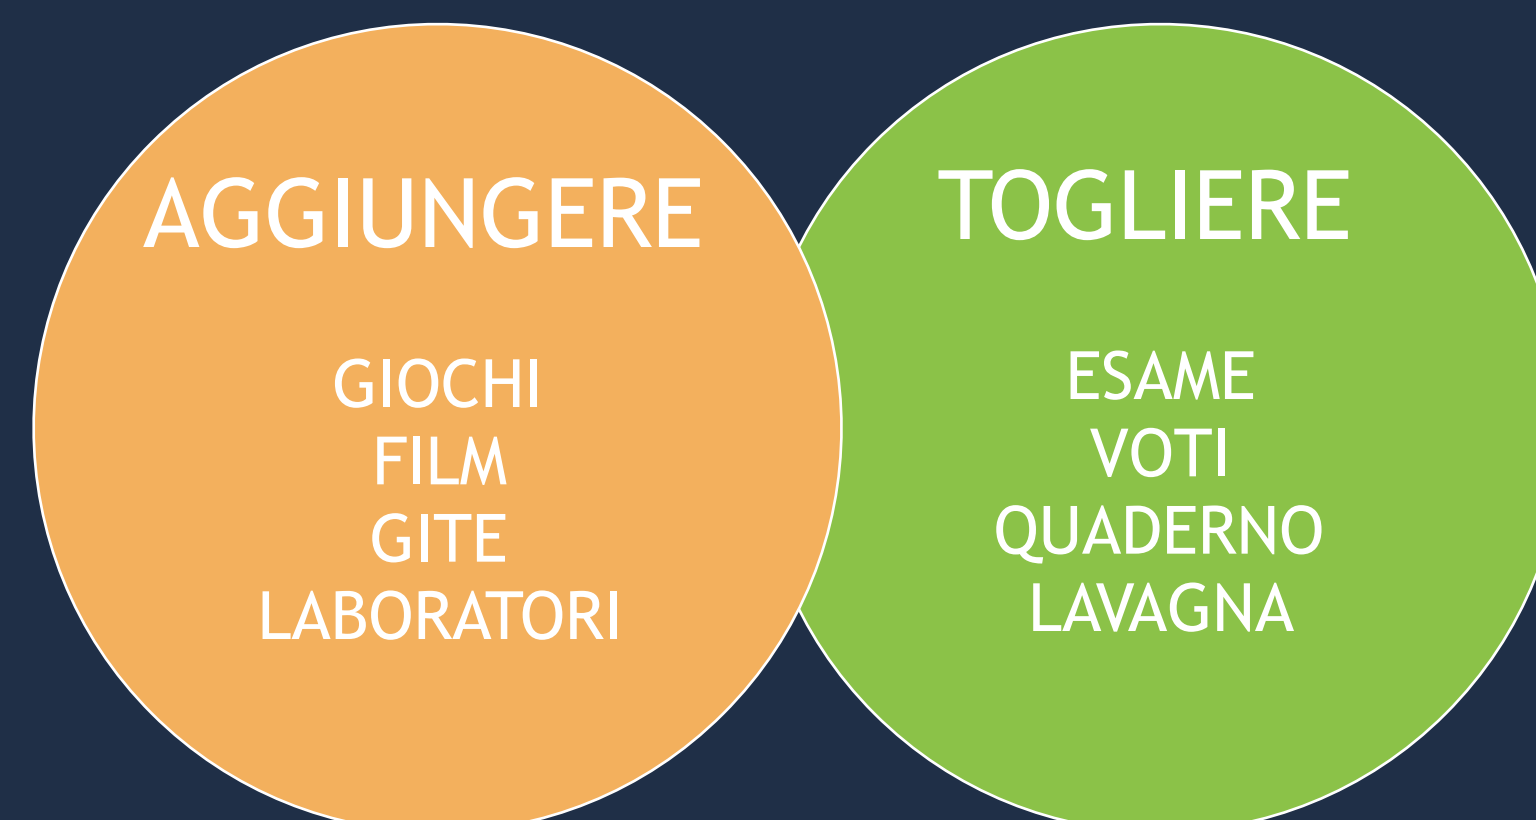 AGGIUNGERE
GIOCHI
FILM
GITE
LABORATORI
TOGLIERE
ESAME
VOTI
QUADERNO
LAVAGNA